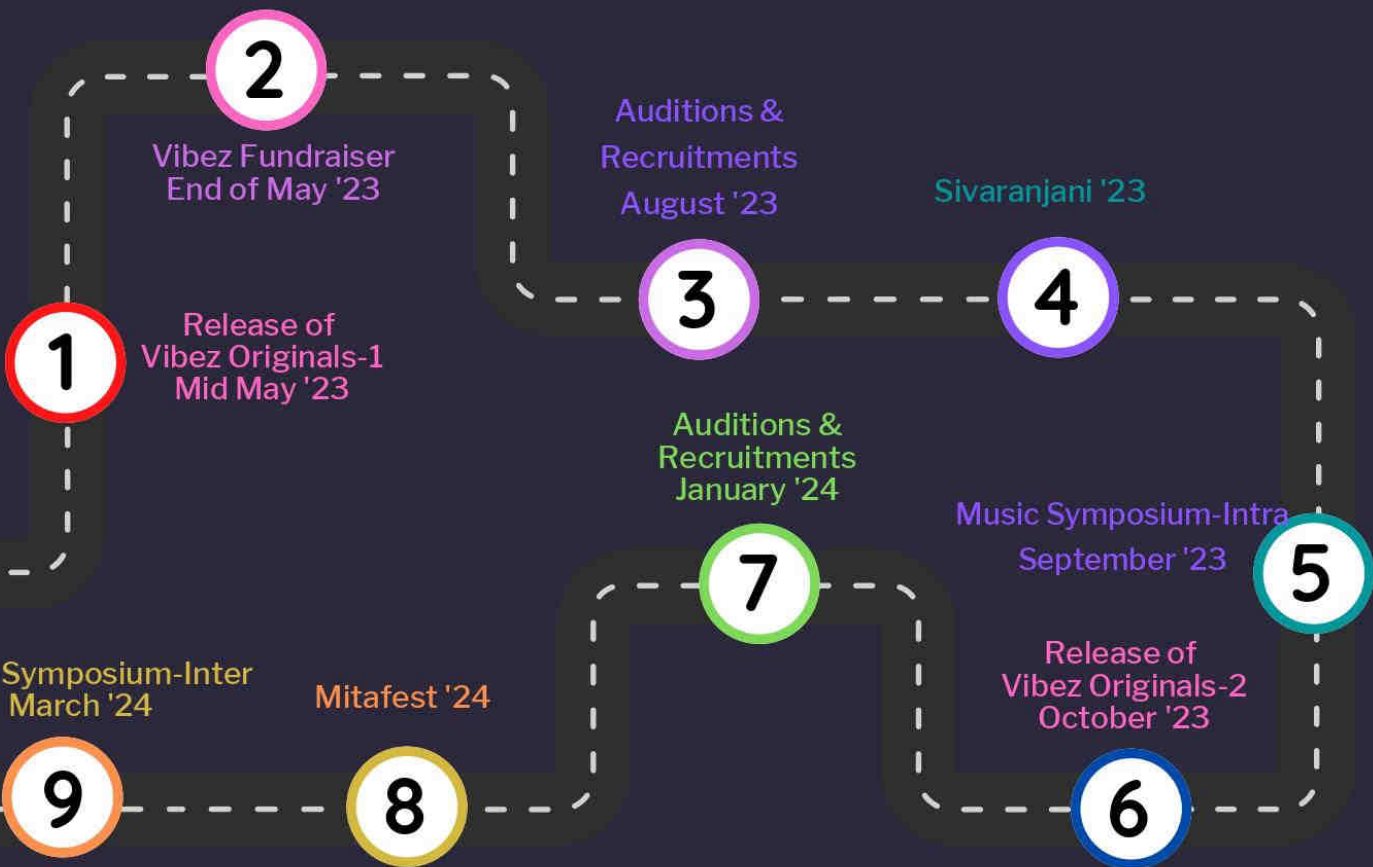 1
Release of
Vibez Originals-1
Mid May '23
2
Vibez Fundraiser
End of May '23
Auditions &
Recruitments
August '23
3
Sivaranjani '23
4
Music Symposium-Intra
September '23
5
Release of
Vibez Originals-2
October '23
6
Auditions &
Recruitments
January '24
7
Mitafest '24
8
Symposium-Inter
March '24
9